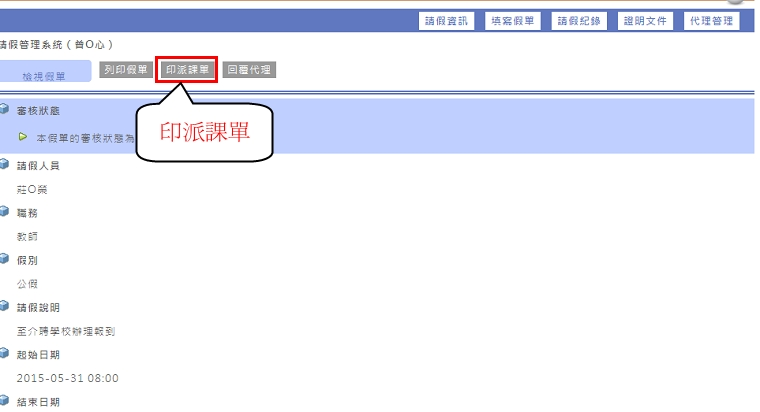 請假資訊 填寫假單 請假紀錄 證明文件 代理管理
請假管理系統(曾O心)
檢視假單 列印假單 印派課單 回覆代理
印派課單
審核狀態
本假單的審核狀態為
請假人員
莊O榮
職務
教師
假別
公假
請假說明
至介聘學校辦理報到
起始日期
2015-05-31 08:00
結束日期